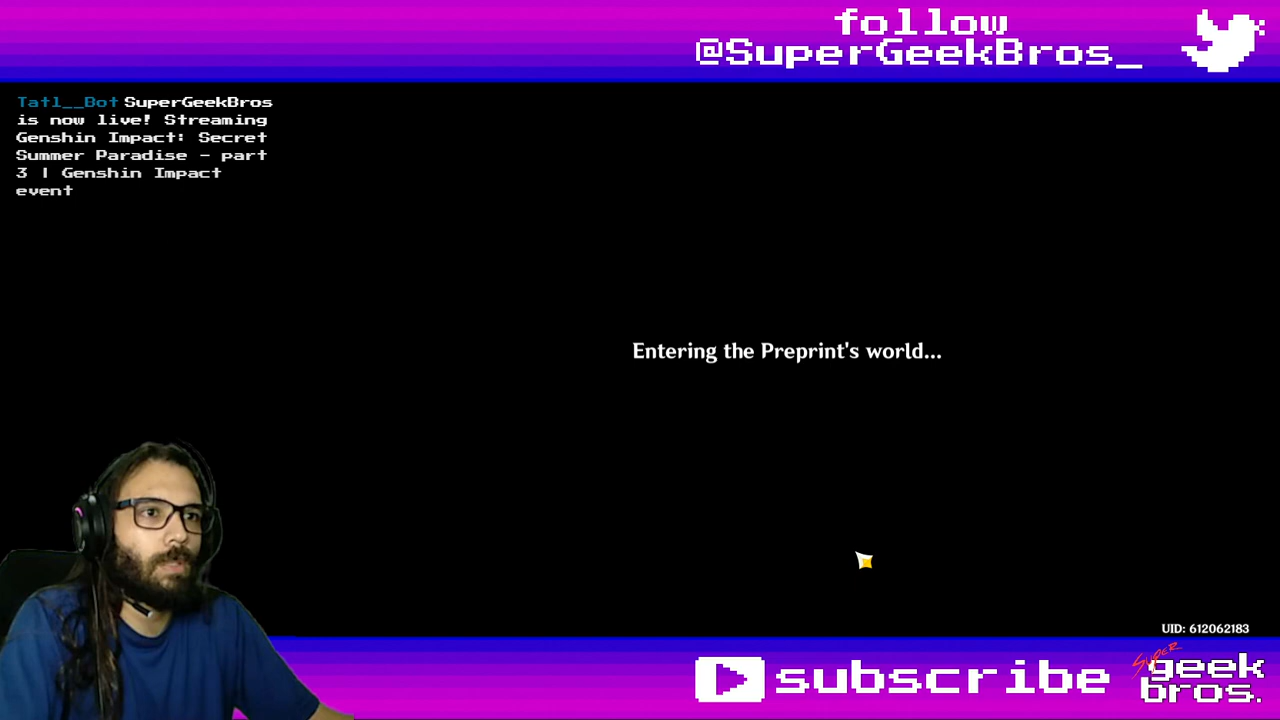 follow
@SuperGeekBros_
Tatl__Bot SuperGeekBros
is now live! Streaming
Genshin Impact: Secret
Summer Paradise - part
3 | Genshin Impact
event
Entering the Preprint's world...
UID: 612062183
subscribe
SUPER
geek
bros.